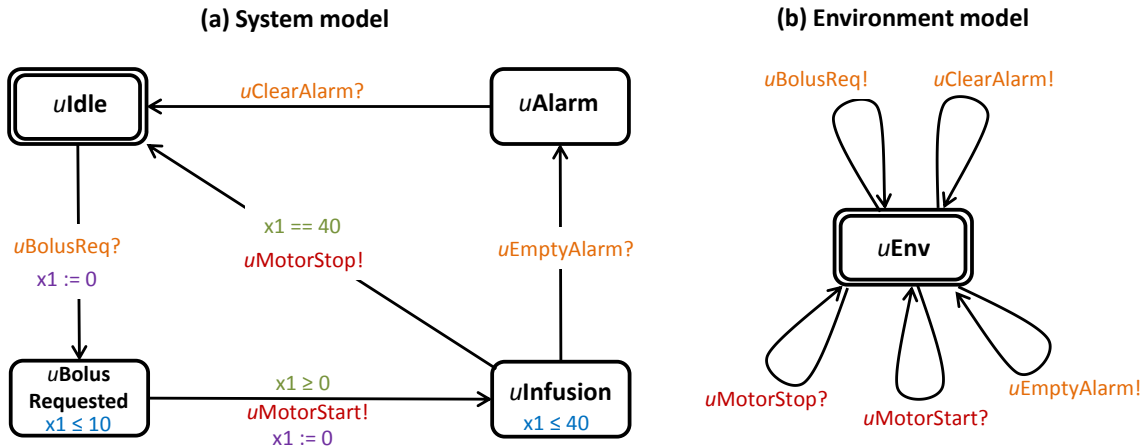 (a) System model
uIdle
uClearAlarm?
uAlarm
x1 == 40
uMotorStop!
uBolusReq?
x1 := 0
uEmptyAlarm?
uBolus
Requested
x1 ≤ 10
x1 ≥ 0
uMotorStart!
x1 := 0
uInfusion
x1 ≤ 40
(b) Environment model
uBolusReq!
uClearAlarm!
uEnv
uMotorStop?
uMotorStart?
uEmptyAlarm!